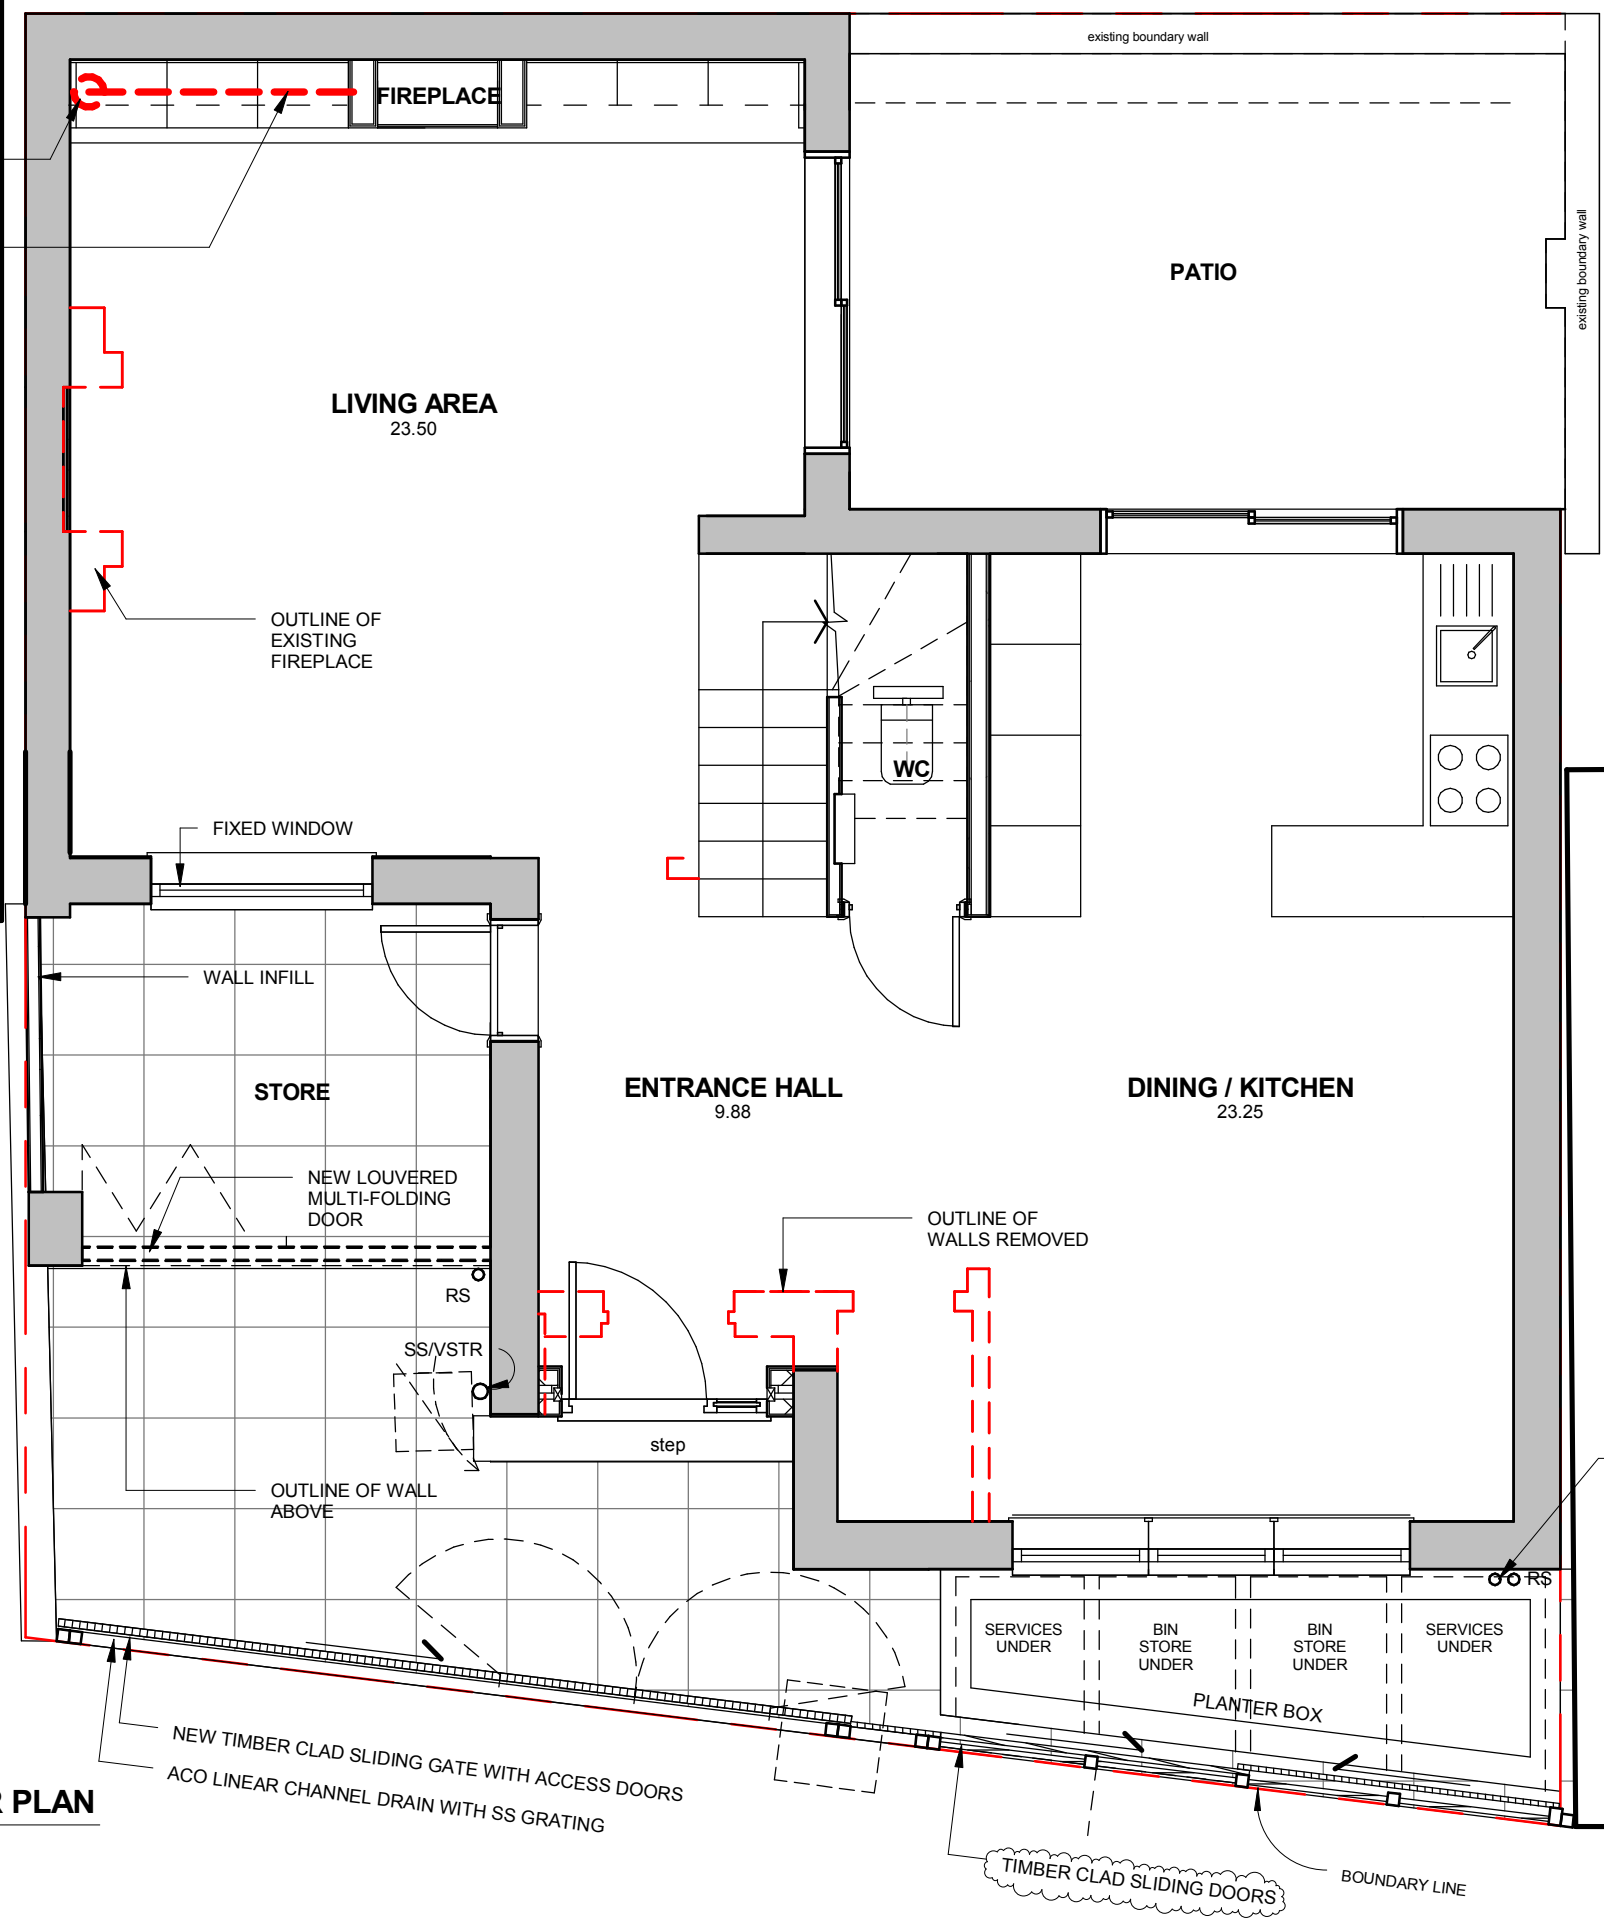 existing boundary wall
FIREPLACE
existing boundary wall
PATIO
LIVING AREA
23.50
OUTLINE OF
EXISTING
FIREPLACE
WC
FIXED WINDOW
WALL INFILL
STORE
ENTRANCE HALL
9.88
DINING / KITCHEN
23.25
NEW LOUVERED
MULTI-FOLDING
DOOR
OUTLINE OF
WALLS REMOVED
RS
SS/VSTR
step
OUTLINE OF WALL
ABOVE
RS
SERVICES
UNDER
BIN
STORE
UNDER
BIN
STORE
UNDER
SERVICES
UNDER
PLANTER BOX
NEW TIMBER CLAD SLIDING GATE WITH ACCESS DOORS
ACO LINEAR CHANNEL DRAIN WITH SS GRATING
R PLAN
TIMBER CLAD SLIDING DOORS
BOUNDARY LINE